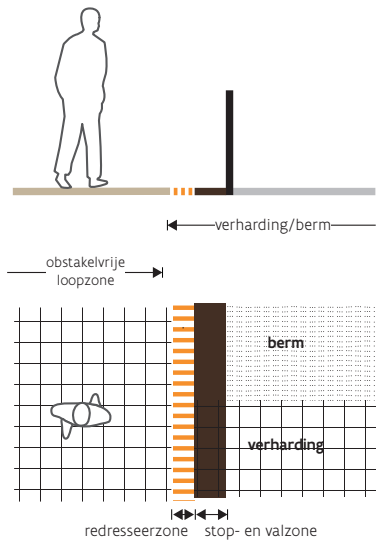 verharding/berm
obstakelvrije
loopzone
berm
verharding
redresseerzone stop- en valzone